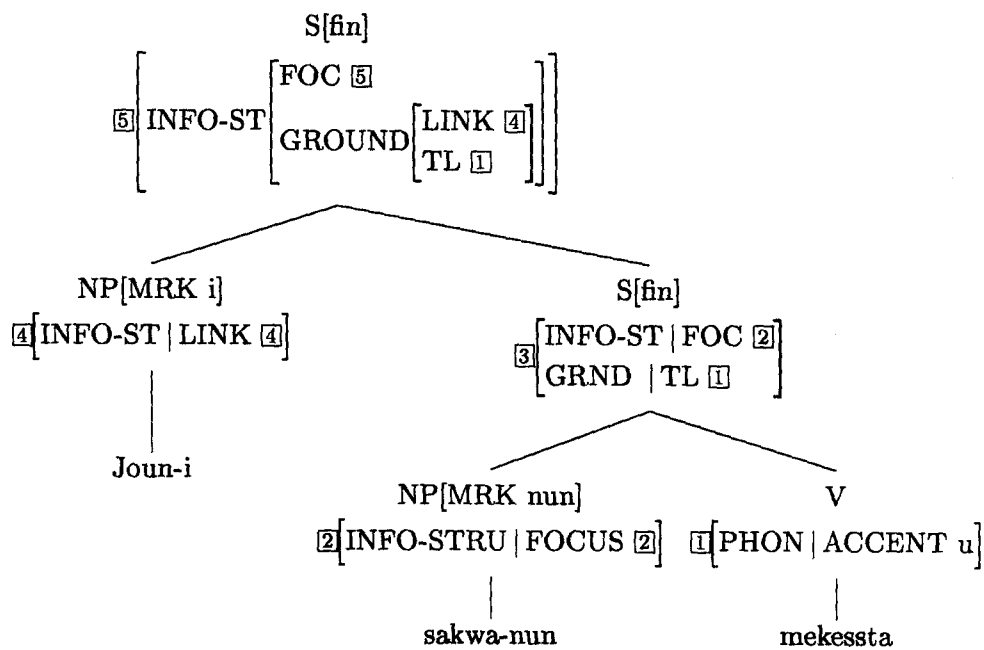 S[fin]
FOC 5
5 INFO-ST
LINK 4
GROUND
TL 1
NP[MRK i]
4[INFO-ST | LINK 4]
S[fin]
INFO-ST | FOC 2
3
GRND | TL 1
Joun-i
NP[MRK nun]
V
2[INFO-STRU | FOCUS 2]
1[PHON | ACCENT u]
sakwa-nun
mekessta